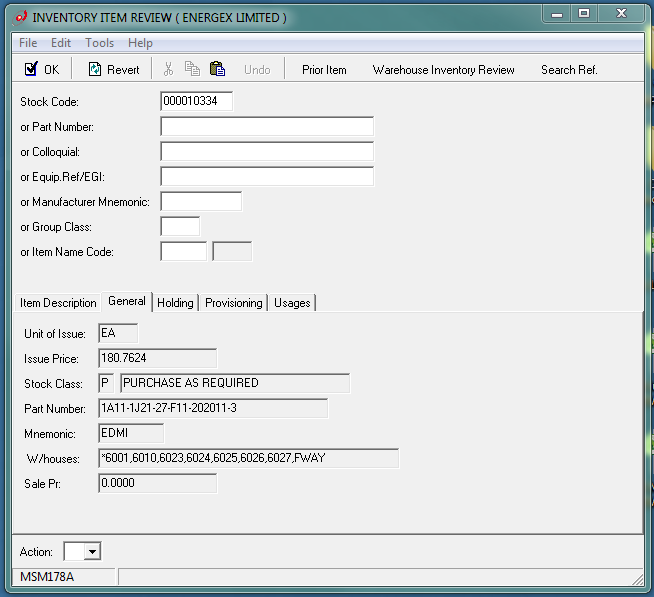 INVENTORY ITEM REVIEW ( ENERGEX LIMITED )
File Edit Tools Help
OK Revert Undo Prior Item Warehouse Inventory Review Search Ref.
Stock Code: 000010334
or Part Number:
or Colloquial:
or Equip.Ref/EGI:
or Manufacturer Mnemonic:
or Group Class:
or Item Name Code:
Item Description General Holding Provisioning Usages
Unit of Issue: EA
Issue Price: 180.7624
Stock Class: P PURCHASE AS REQUIRED
Part Number: 1A11-1J21-27-F11-202011-3
Mnemonic: EDMI
W/houses: *6001,6010,6023,6024,6025,6026,6027,FWAY
Sale Pr: 0.0000
Action:
MSM178A